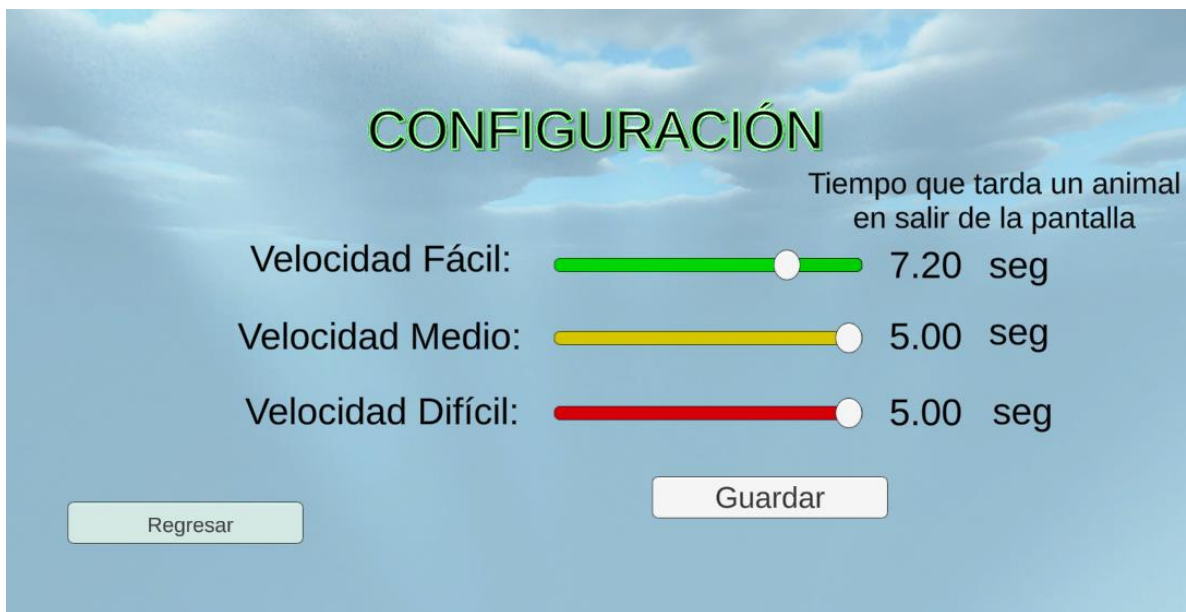 CONFIGURACIÓN
Tiempo que tarda un animal
en salir de la pantalla
Velocidad Fácil: 7.20 seg
Velocidad Medio: 5.00 seg
Velocidad Difícil: 5.00 seg
Guardar
Regresar